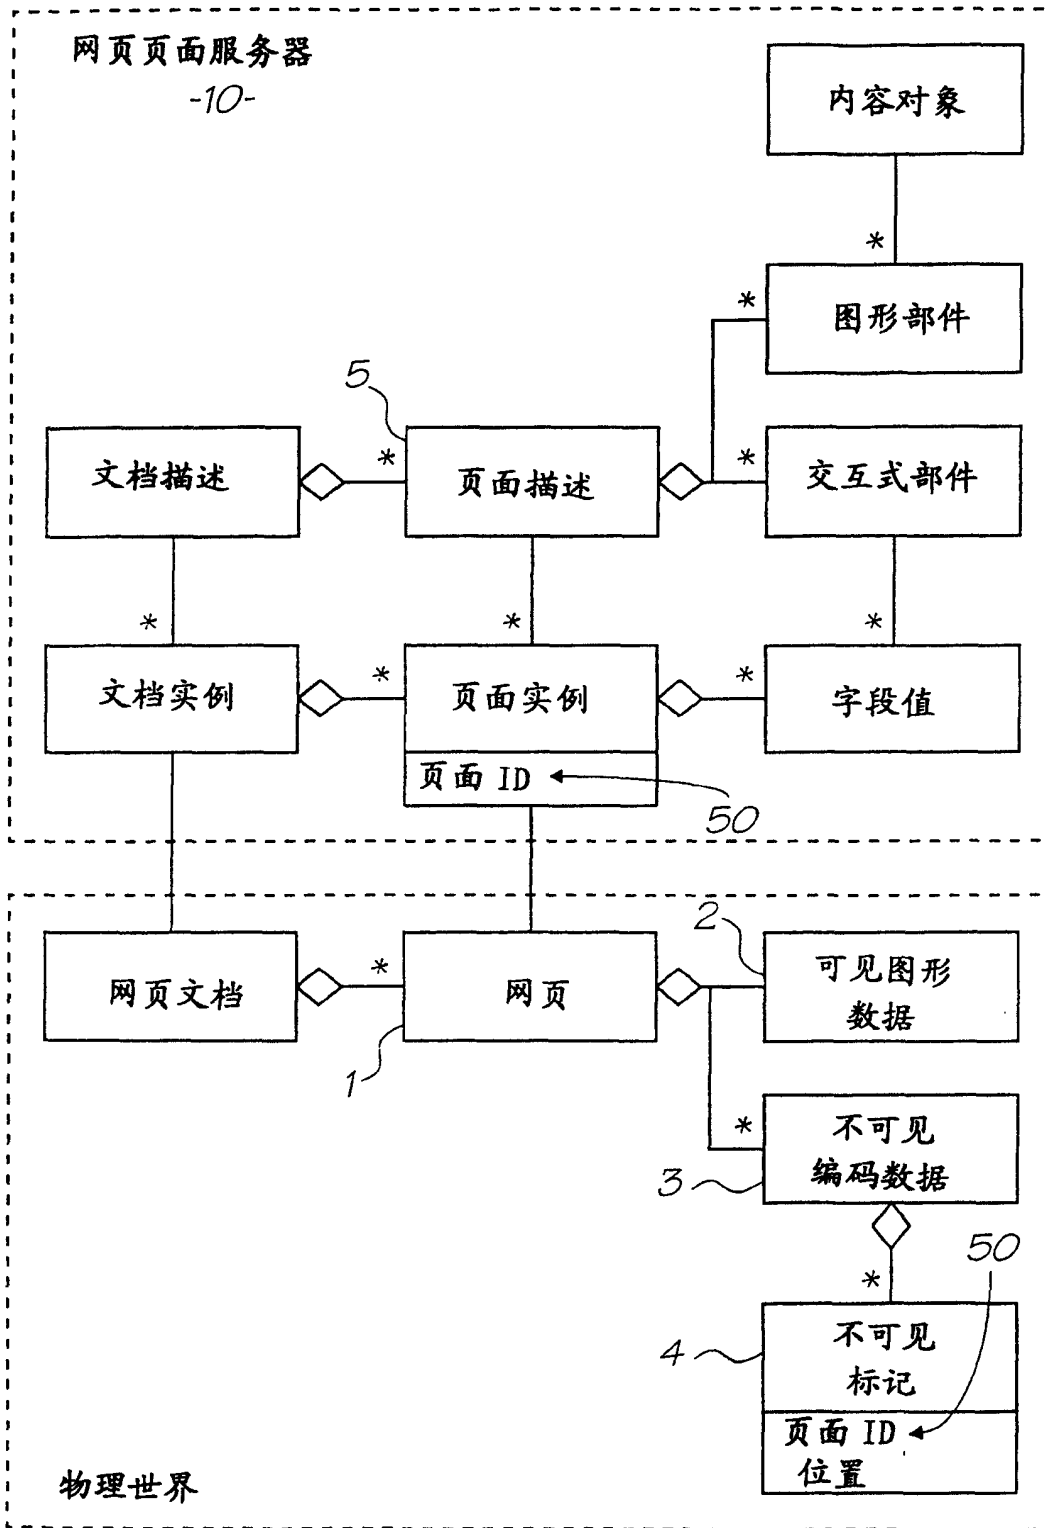 网页页面服务器
-10-
内容对象
*
*
图形部件
5
文档描述
*
页面描述
*
交互式部件
*
*
*
文档实例
*
页面实例
*
字段值
页面 ID
50
2
网页文档
*
网页
可见图形
数据
1
*
不可见
编码数据
3
50
*
4
不可见
标记
页面 ID
位置
物理世界